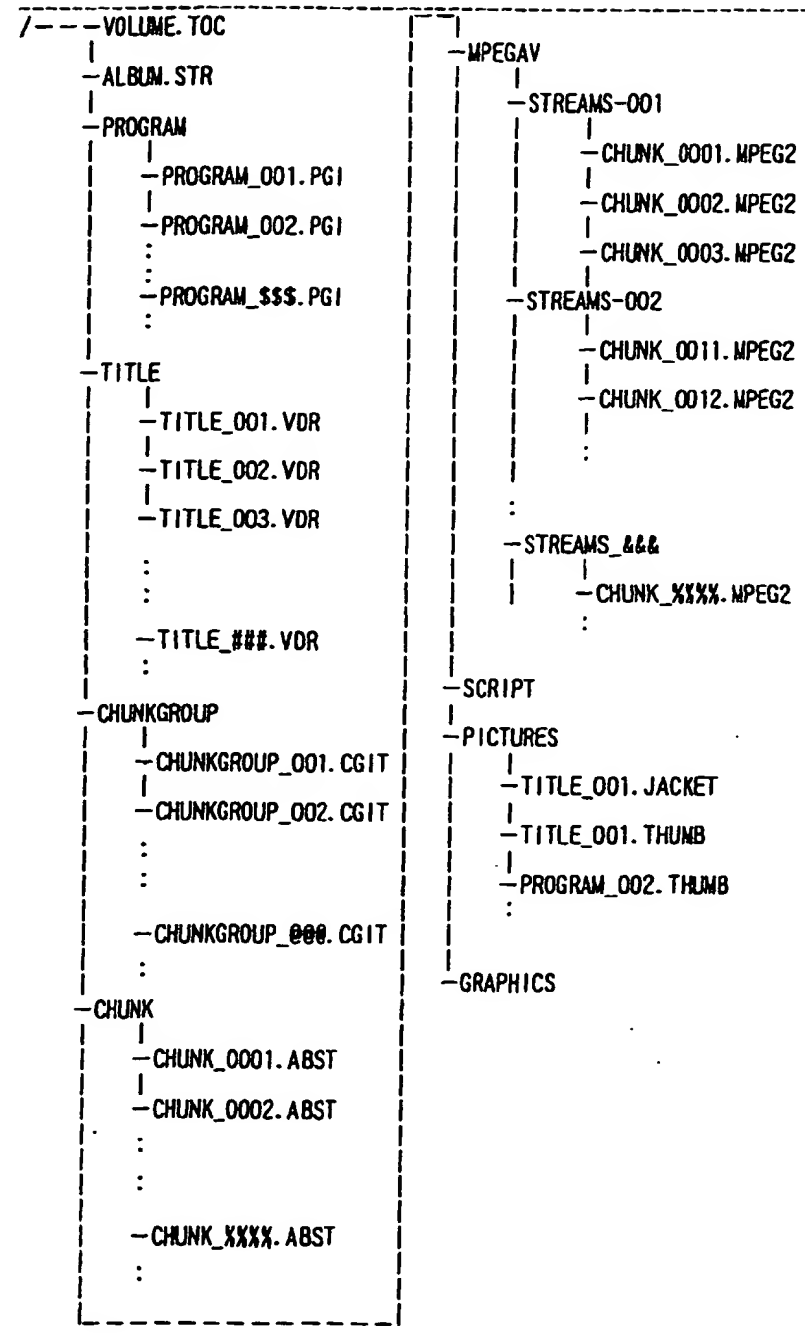 /---VOLUME.TOC
-ALBUM.STR
-PROGRAM
-PROGRAM_001.PGI
-PROGRAM_002.PGI
:
:
-PROGRAM_$$$.PGI
:
-TITLE
-TITLE_001.VDR
-TITLE_002.VDR
-TITLE_003.VDR
:
:
-TITLE_###.VDR
:
-CHUNKGROUP
-CHUNKGROUP_001.CGIT
-CHUNKGROUP_002.CGIT
:
:
-CHUNKGROUP_@@@.CGIT
:
-CHUNK
-CHUNK_0001.ABST
-CHUNK_0002.ABST
:
:
-CHUNK_%%%%.ABST
:
-MPEGAV
-STREAMS-001
-CHUNK_0001.MPEG2
-CHUNK_0002.MPEG2
-CHUNK_0003.MPEG2
-STREAMS-002
-CHUNK_0011.MPEG2
-CHUNK_0012.MPEG2
:
:
-STREAMS_&&&
-CHUNK_%%%%.MPEG2
:
-SCRIPT
-PICTURES
-TITLE_001.JACKET
-TITLE_001.THUMB
-PROGRAM_002.THUMB
:
-GRAPHICS